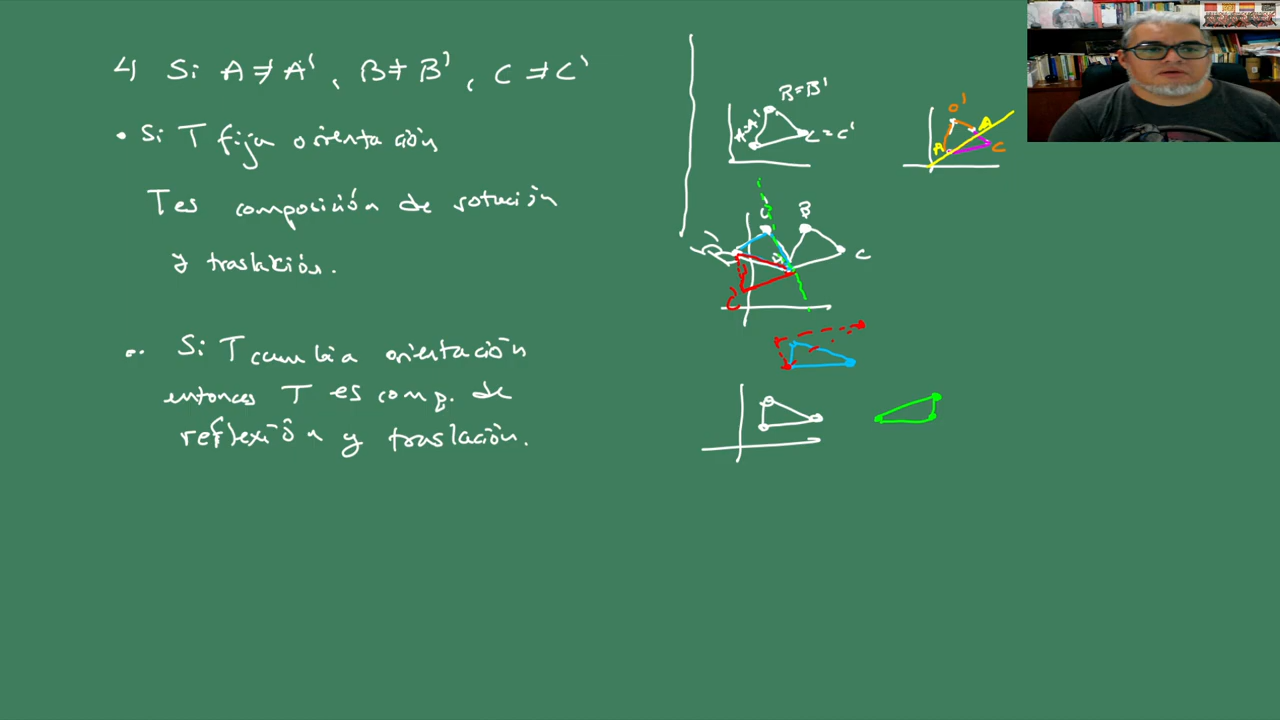 4) Si A ≠ A', B ≠ B', C ≠ C'
• Si T fija orientación
T es composición de rotación
y traslación.
•• Si T cambia orientación
entonces T es comp. de
reflexión y traslación.
B = B'
A = A'
C = C'
B'
A
A
C
B
C
C'